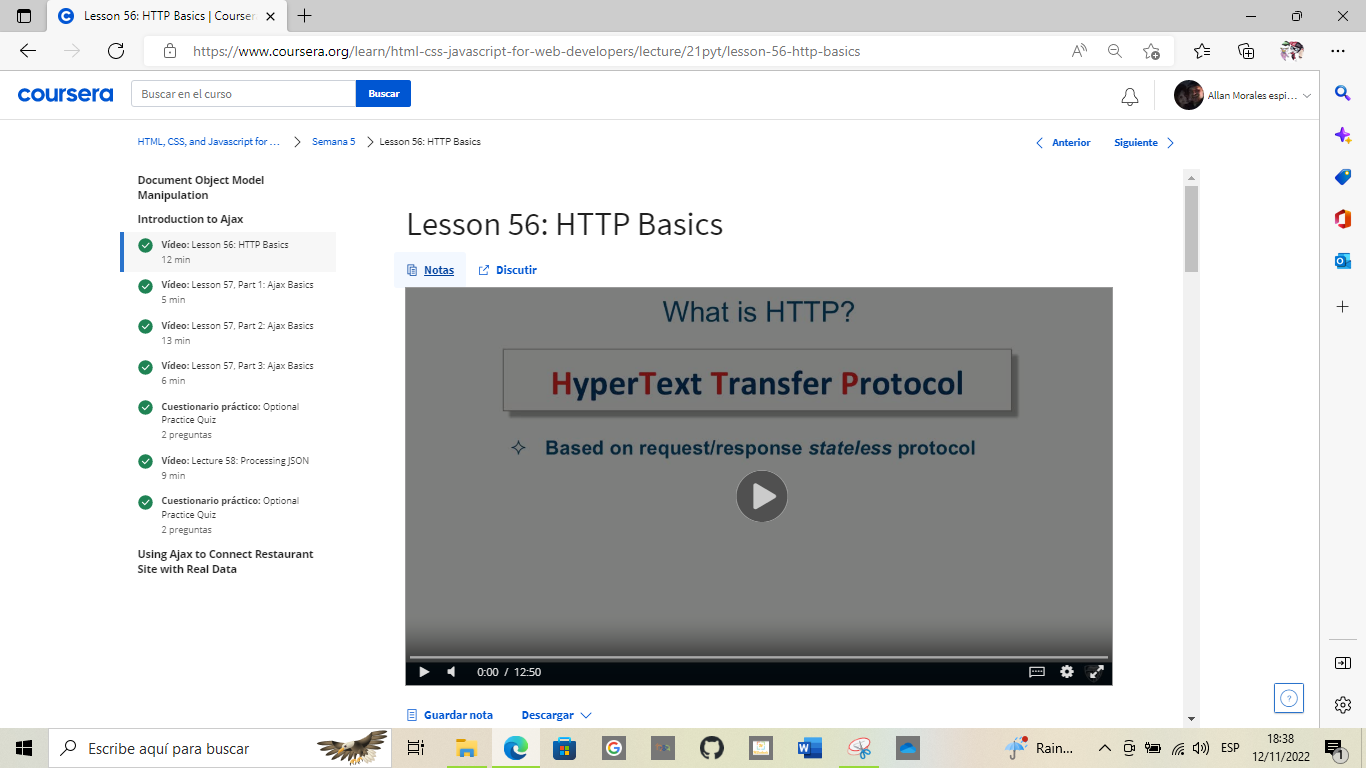 Lesson 56: HTTP Basics | Courser
https://www.coursera.org/learn/html-css-javascript-for-web-developers/lecture/21pyt/lesson-56-http-basics
coursera
Buscar en el curso
Buscar
Allan Morales espi...
HTML, CSS, and Javascript for ...
Semana 5
Lesson 56: HTTP Basics
Anterior
Siguiente
Document Object Model
Manipulation
Introduction to Ajax
Vídeo: Lesson 56: HTTP Basics
12 min
Vídeo: Lesson 57, Part 1: Ajax Basics
5 min
Vídeo: Lesson 57, Part 2: Ajax Basics
13 min
Vídeo: Lesson 57, Part 3: Ajax Basics
6 min
Cuestionario práctico: Optional
Practice Quiz
2 preguntas
Vídeo: Lecture 58: Processing JSON
9 min
Cuestionario práctico: Optional
Practice Quiz
2 preguntas
Using Ajax to Connect Restaurant
Site with Real Data
Lesson 56: HTTP Basics
Notas
Discutir
What is HTTP?
HyperText Transfer Protocol
Based on request/response stateless protocol
0:00 / 12:50
Guardar nota
Descargar
Escribe aquí para buscar
Rain...
ESP
18:38
12/11/2022
1